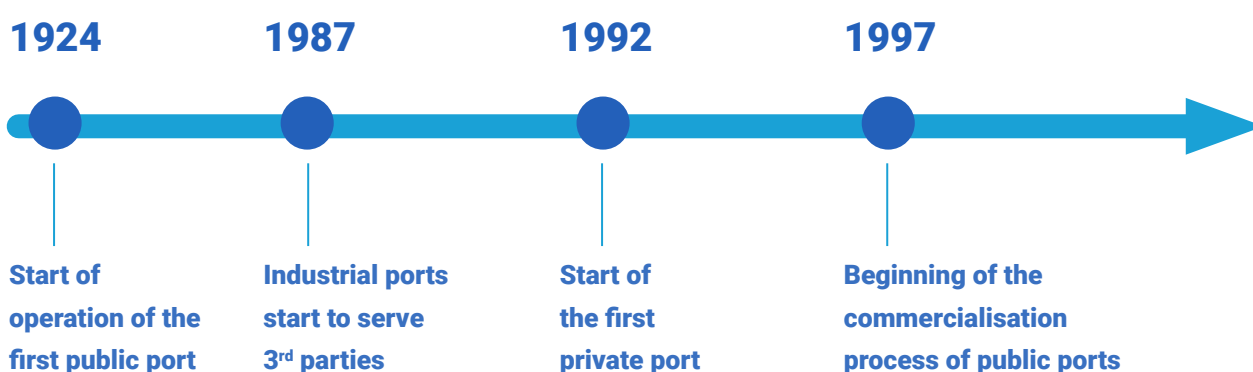 1924
1987
1992
1997
Start of
operation of the
first public port
Industrial ports
start to serve
3rd parties
Start of
the first
private port
Beginning of the
commercialisation
process of public ports